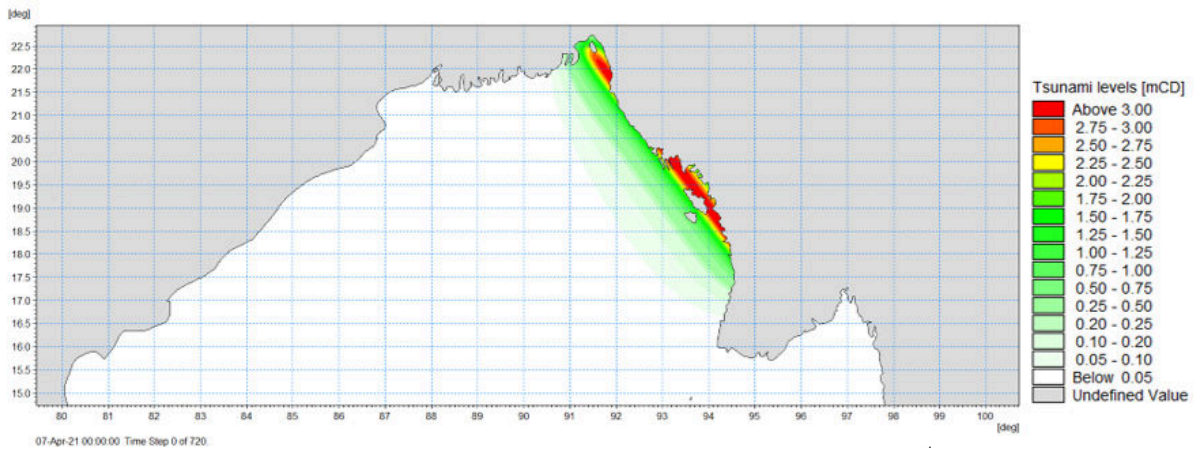 [deg]
22.5
22.0
21.5
21.0
20.5
20.0
19.5
19.0
18.5
18.0
17.5
17.0
16.5
16.0
15.5
15.0
80 81 82 83 84 85 86 87 88 89 90 91 92 93 94 95 96 97 98 99 100
[deg]
07-Apr-21 00:00:00 Time Step 0 of 720
Tsunami levels [mCD]
Above 3.00
2.75 - 3.00
2.50 - 2.75
2.25 - 2.50
2.00 - 2.25
1.75 - 2.00
1.50 - 1.75
1.25 - 1.50
1.00 - 1.25
0.75 - 1.00
0.50 - 0.75
0.25 - 0.50
0.20 - 0.25
0.10 - 0.20
0.05 - 0.10
Below 0.05
Undefined Value